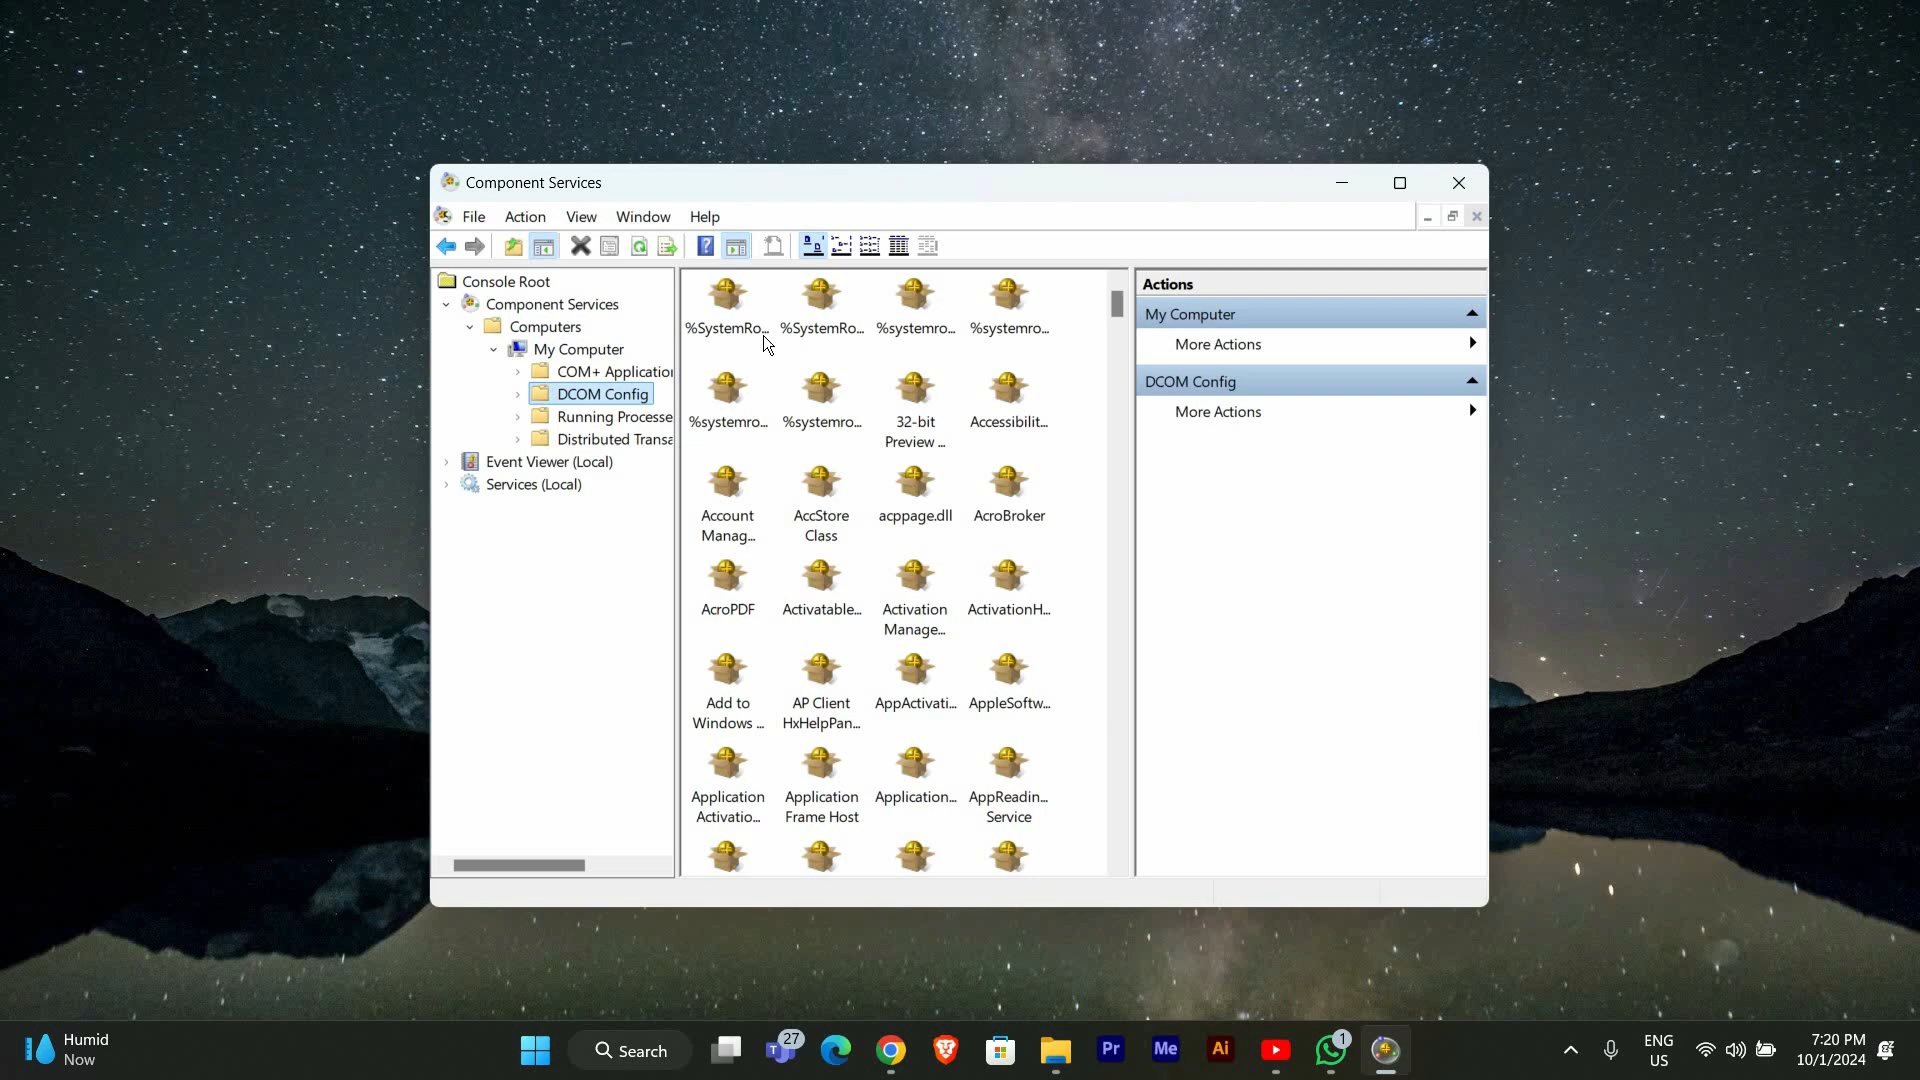 Component Services
File Action View Window Help
Console Root
Component Services
Computers
My Computer
COM+ Applicatio
DCOM Config
Running Processe
Distributed Transa
Event Viewer (Local)
Services (Local)
%SystemRo... %SystemRo... %systemro... %systemro...
%systemro... %systemro... 32-bit Accessibilit...
Preview ...
Account AccStore acppage.dll AcroBroker
Manag... Class
AcroPDF Activatable... Activation ActivationH...
Manage...
Add to AP Client AppActivati... AppleSoftw...
Windows ... HxHelpPan...
Application Application Application... AppReadin...
Activatio... Frame Host Service
Actions
My Computer
More Actions
DCOM Config
More Actions
Humid
Now
Search
27
Pr
Me
Ai
1
ENG
US
7:20 PM
10/1/2024